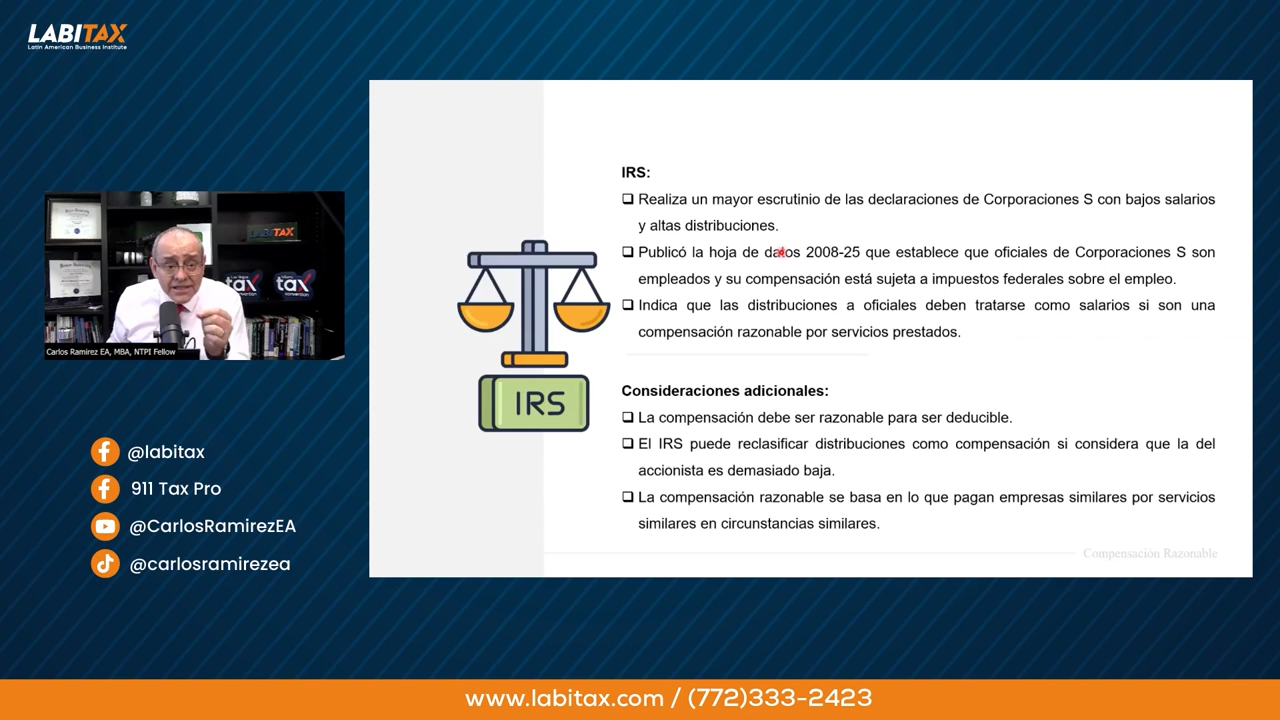 LABITAX
Latin American Business Institute
IRS:
Realiza un mayor escrutinio de las declaraciones de Corporaciones S con bajos salarios
y altas distribuciones.
Publicó la hoja de datos 2008-25 que establece que oficiales de Corporaciones S son
empleados y su compensación está sujeta a impuestos federales sobre el empleo.
Indica que las distribuciones a oficiales deben tratarse como salarios si son una
compensación razonable por servicios prestados.
IRS
Consideraciones adicionales:
La compensación debe ser razonable para ser deducible.
El IRS puede reclasificar distribuciones como compensación si considera que la del
accionista es demasiado baja.
La compensación razonable se basa en lo que pagan empresas similares por servicios
similares en circunstancias similares.
Compensación Razonable
LABITAX
tax
tax
Carlos Ramirez EA, MBA, NTPI Fellow
@labitax
911 Tax Pro
@CarlosRamirezEA
@carlosramirezea
www.labitax.com / (772)333-2423